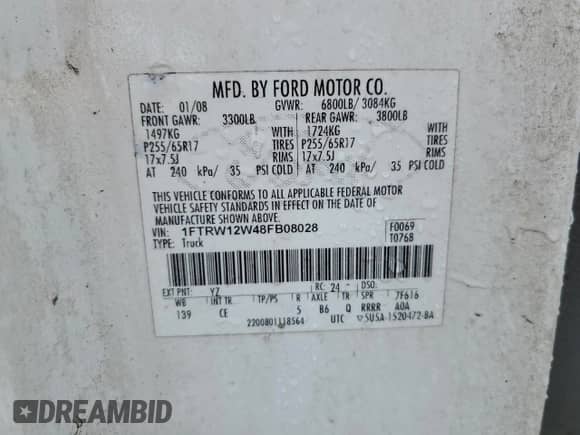 MFD. BY FORD MOTOR CO.
DATE: 01/08 GVWR: 6800LB/ 3084KG
FRONT GAWR: 3300LB REAR GAWR: 3800LB
1497KG WITH 1724KG WITH
P255/65R17 TIRES P255/65R17 TIRES
17x7.5J RIMS 17x7.5J RIMS
AT 240 kPa/ 35 PSI COLD AT 240 kPa/ 35 PSI COLD
THIS VEHICLE CONFORMS TO ALL APPLICABLE FEDERAL MOTOR
VEHICLE SAFETY STANDARDS IN EFFECT ON THE DATE OF
MANUFACTURE SHOWN ABOVE.
VIN: 1FTRW12W48FB08028 F0069
TYPE: Truck T0768
EXT PNT: YZ RC: 24 DSO:
WB INT TR TP/PS R AXLE TR SPR 7F616
139 CE 5 B6 Q RRRR A0A
2200801118564 UTC 5USA-1520472-BA
DREAMBID